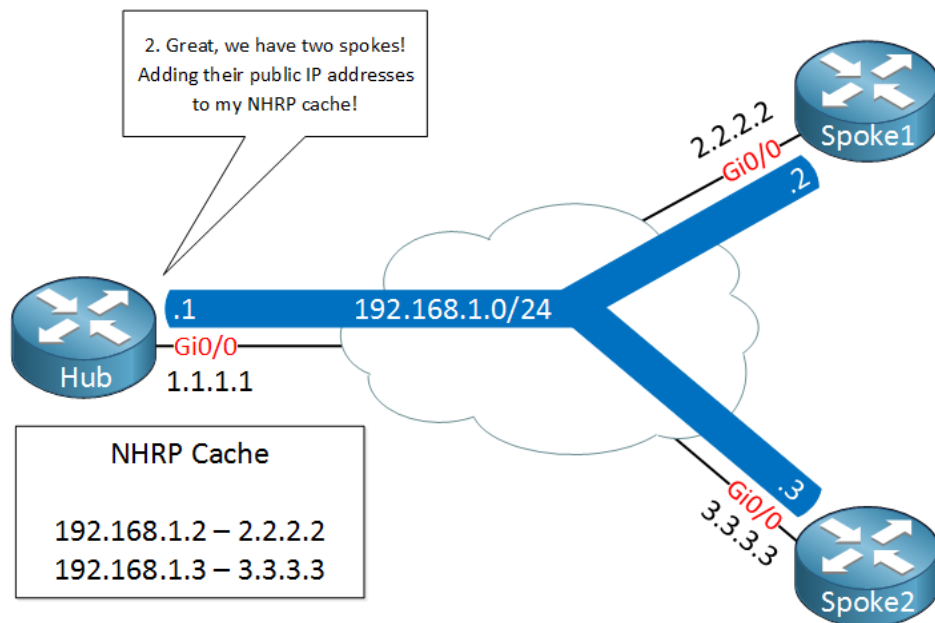 2. Great, we have two spokes!
Adding their public IP addresses
to my NHRP cache!
2.2.2.2
Gi0/0
Spoke1
.2
.1
192.168.1.0/24
Gi0/0
Hub
1.1.1.1
.3
Gi0/0
3.3.3.3
Spoke2
NHRP Cache
192.168.1.2 – 2.2.2.2
192.168.1.3 – 3.3.3.3